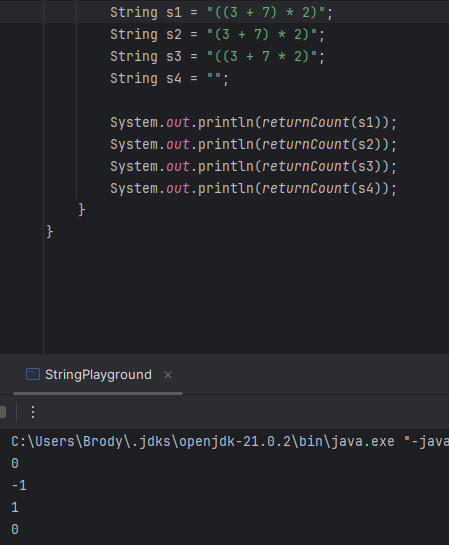 String s1 = "((3 + 7) * 2)";
String s2 = "(3 + 7) * 2)";
String s3 = "((3 + 7 * 2)";
String s4 = "";
System.out.println(returnCount(s1));
System.out.println(returnCount(s2));
System.out.println(returnCount(s3));
System.out.println(returnCount(s4));
}
}
StringPlayground ×
C:\Users\Brody\.jdks\openjdk-21.0.2\bin\java.exe "-java
0
-1
1
0